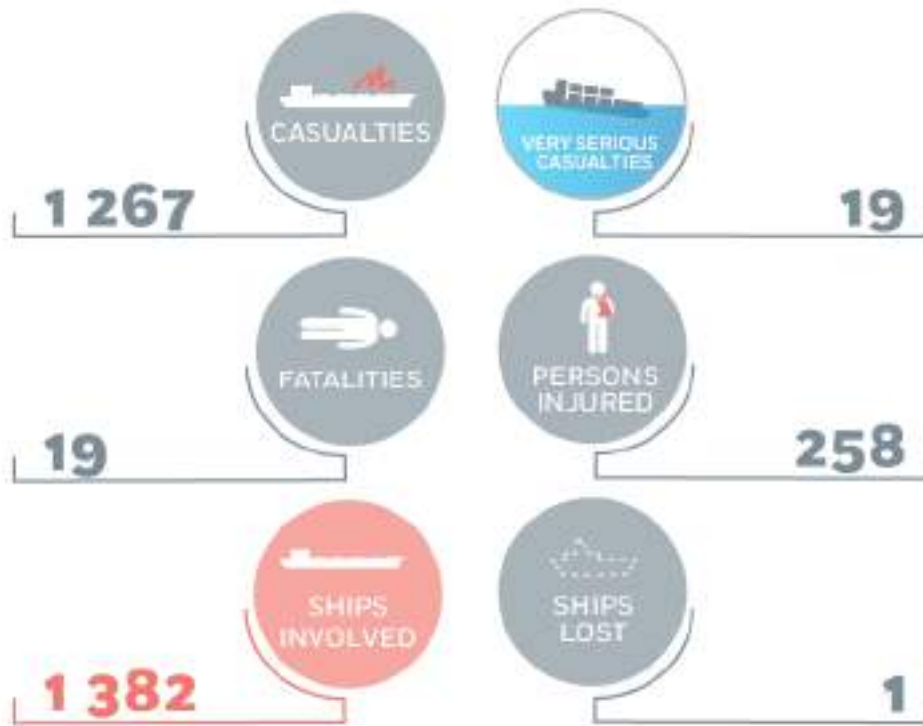 CASUALTIES
1 267
VERY SERIOUS
CASUALTIES
19
FATALITIES
19
PERSONS
INJURED
258
SHIPS
INVOLVED
1 382
SHIPS
LOST
1